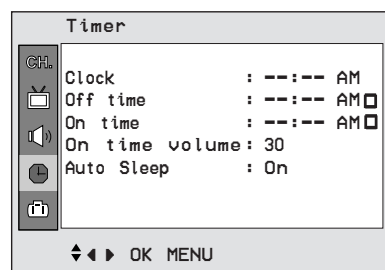 Timer
CH.
Clock : --:-- AM
Off time : --:-- AM
On time : --:-- AM
On time volume : 30
Auto Sleep : On
OK MENU